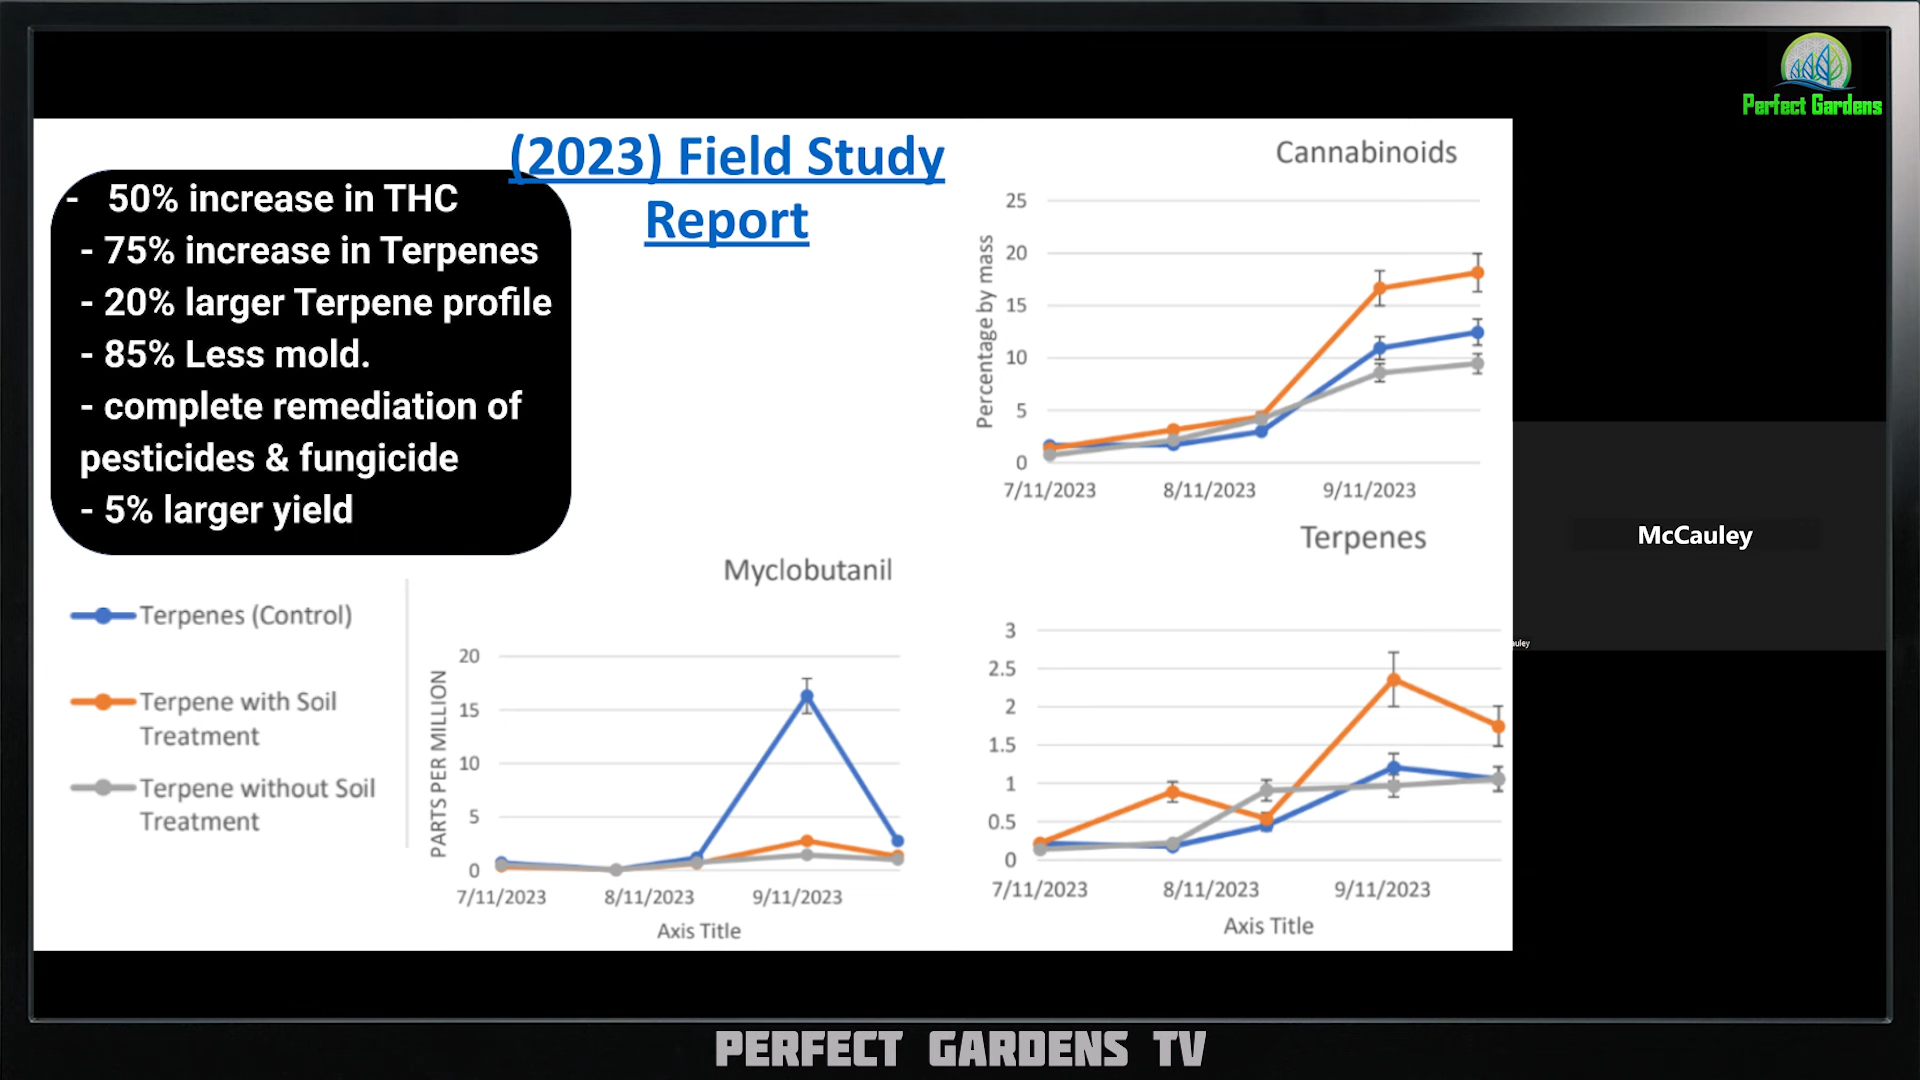 Perfect Gardens
(2023) Field Study
Report
- 50% increase in THC
- 75% increase in Terpenes
- 20% larger Terpene profile
- 85% Less mold.
- complete remediation of
pesticides & fungicide
- 5% larger yield
Cannabinoids
Percentage by mass
25
20
15
10
5
0
7/11/2023 8/11/2023 9/11/2023
Terpenes (Control)
Terpene with Soil
Treatment
Terpene without Soil
Treatment
Myclobutanil
PARTS PER MILLION
20
15
10
5
0
7/11/2023 8/11/2023 9/11/2023
Axis Title
Terpenes
3
2.5
2
1.5
1
0.5
0
7/11/2023 8/11/2023 9/11/2023
Axis Title
McCauley
PERFECT GARDENS TV